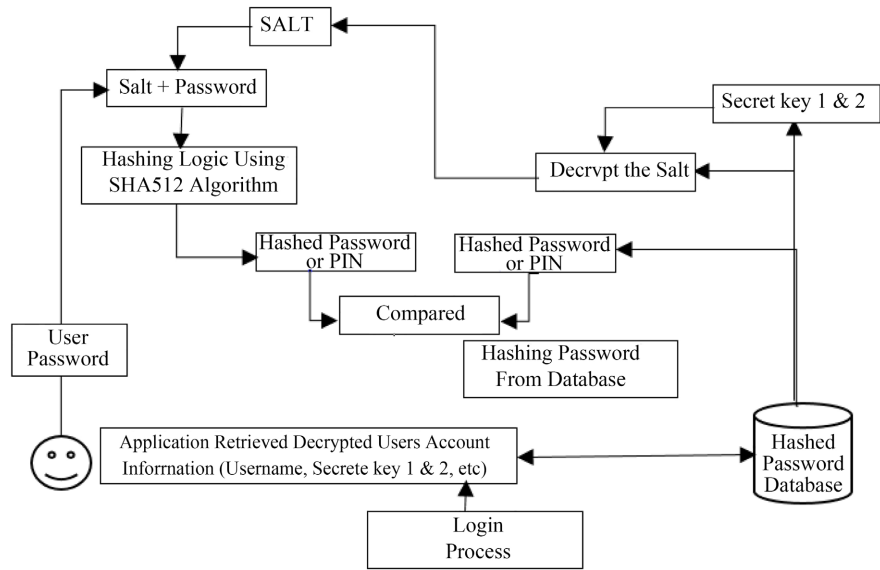 SALT
Salt + Password
Secret key 1 & 2
Hashing Logic Using
SHA512 Algorithm
Decrvpt the Salt
Hashed Password
or PIN
Hashed Password
or PIN
Compared
User
Password
Hashing Password
From Database
Application Retrieved Decrypted Users Account
Information (Username, Secrete key 1 & 2, etc)
Hashed
Password
Database
Login
Process